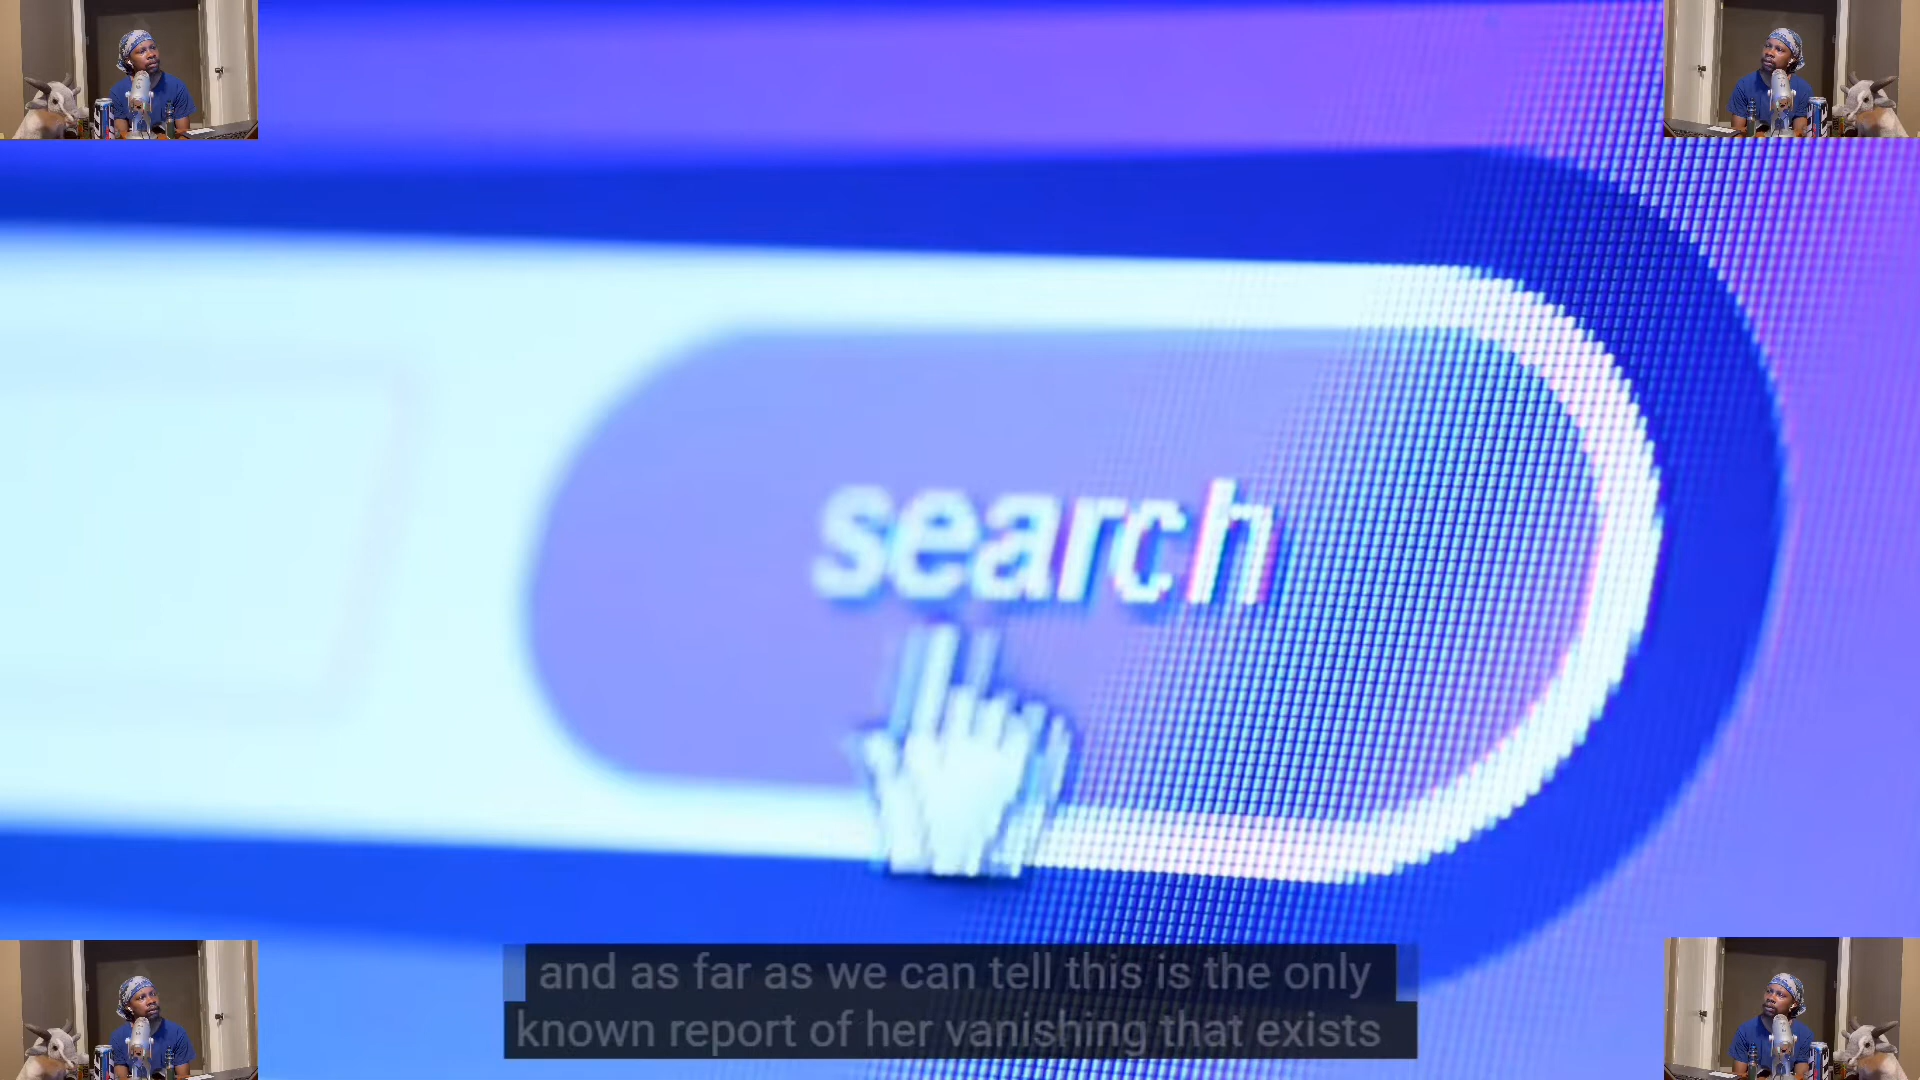 search
and as far as we can tell this is the only
known report of her vanishing that exists